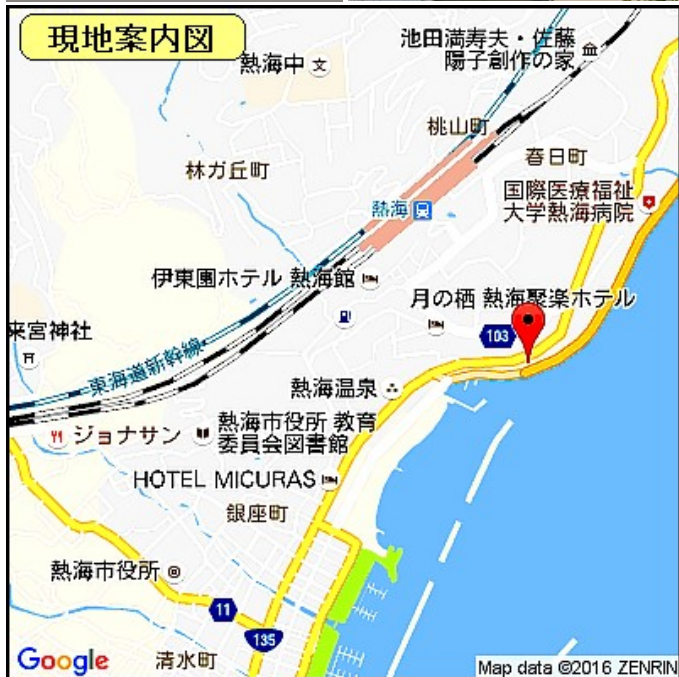 現地案内図
池田満寿夫・佐藤
陽子創作の家
熱海中
桃山町
林ガ丘町
春日町
国際医療福祉
大学熱海病院
熱海
伊東園ホテル 熱海館
月の栖 熱海聚楽ホテル
来宮神社
103
東海道新幹線
熱海温泉
ジョナサン
熱海市役所 教育
委員会図書館
HOTEL MICURAS
銀座町
熱海市役所
11
135
清水町
Google
Map data ©2016 ZENRIN